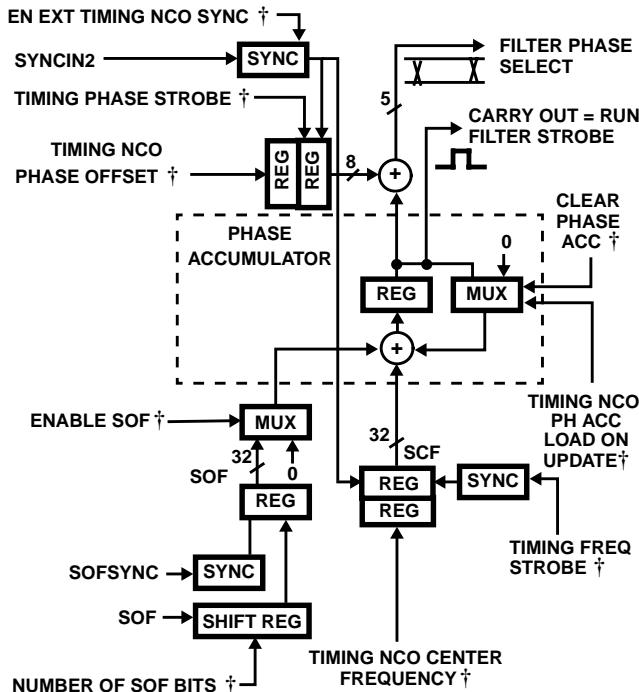 EN EXT TIMING NCO SYNC †
SYNCIN2
SYNC
TIMING PHASE STROBE †
TIMING NCO
PHASE OFFSET †
REG
REG
8
5
+
FILTER PHASE
SELECT
CARRY OUT = RUN
FILTER STROBE
CLEAR
PHASE
ACC †
PHASE
ACCUMULATOR
0
REG
MUX
+
TIMING NCO
PH ACC
LOAD ON
UPDATE†
ENABLE SOF†
MUX
32
SOF
0
REG
32
SCF
REG
REG
SYNC
TIMING FREQ
STROBE †
SOFSYNC
SYNC
SOF
SHIFT REG
NUMBER OF SOF BITS †
TIMING NCO CENTER
FREQUENCY†